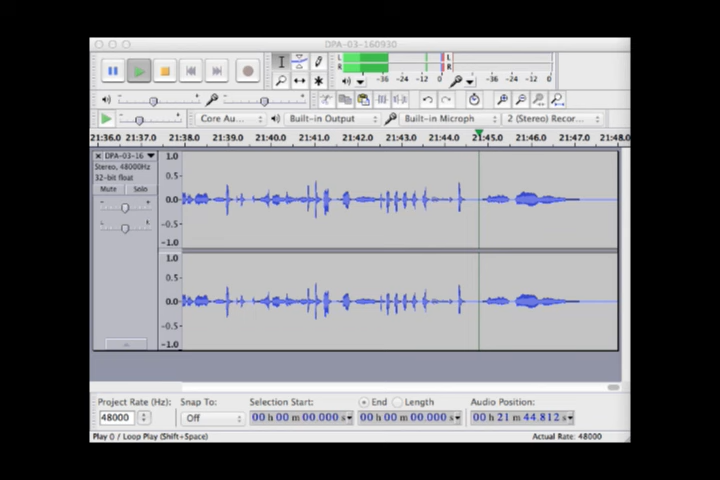 DPA-03-160930
L
R
-36 -24 -12 0
L
R
-36 -24 -12 0
Core Au...
Built-in Output
Built-in Microph
2 (Stereo) Recor...
21:36.0 21:37.0 21:38.0 21:39.0 21:40.0 21:41.0 21:42.0 21:43.0 21:44.0 21:45.0 21:46.0 21:47.0 21:48.0
DPA-03-16
Stereo, 48000Hz
32-bit float
Mute Solo
- +
L R
1.0
0.5
0.0
-0.5
-1.0
1.0
0.5
0.0
-0.5
-1.0
Project Rate (Hz): Snap To: Selection Start: End Length Audio Position:
48000 Off 00 h 00 m 00.000 s 00 h 00 m 00.000 s 00 h 21 m 44.812 s
Play () / Loop Play (Shift+Space) Actual Rate: 48000